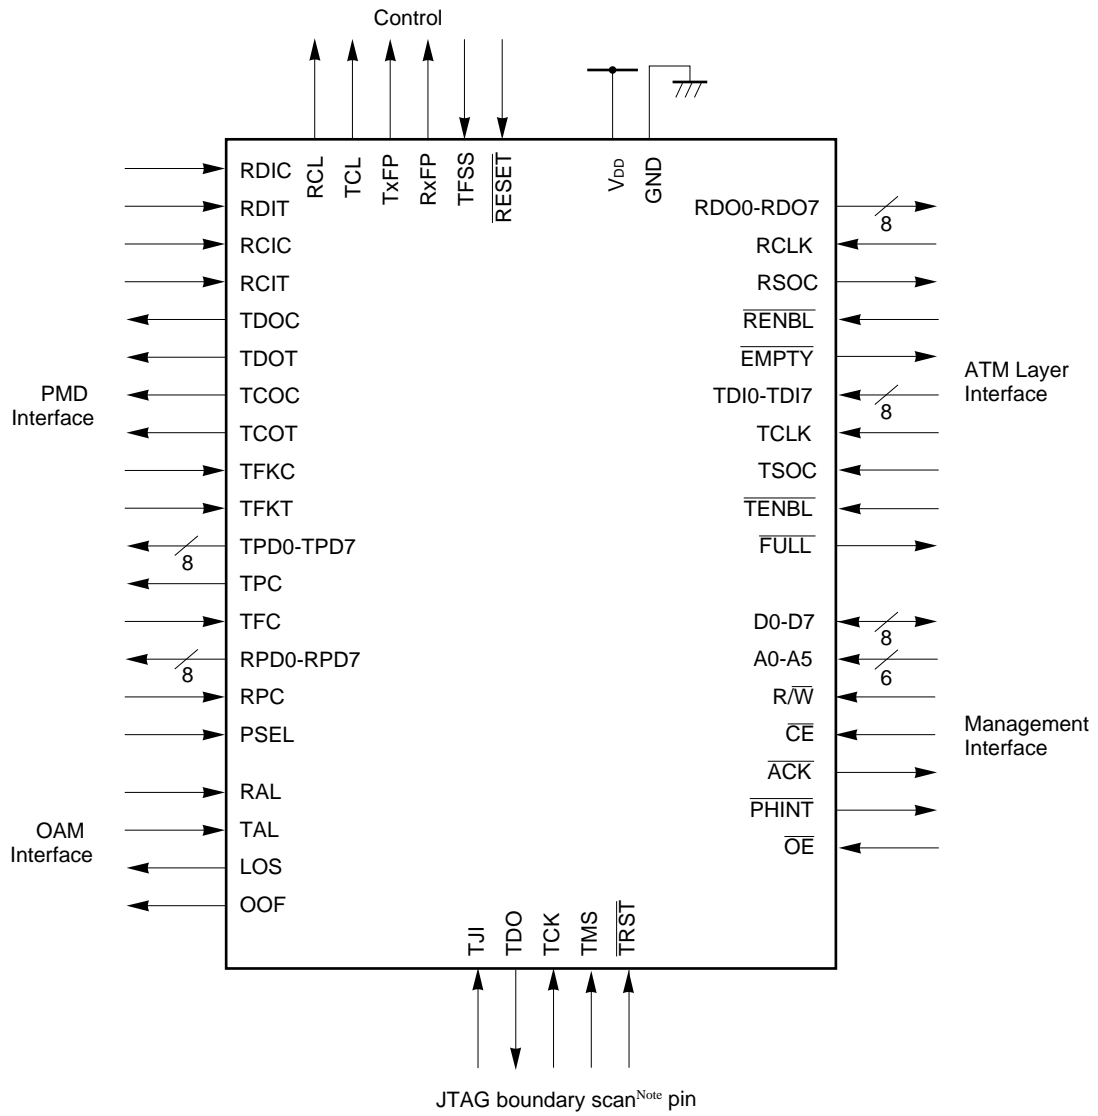 Control
RCL
TCL
TxFP
RxFP
TFSS
RESET
VDD
GND
RDIC
RDIT
RCIC
RCIT
TDOC
TDOT
TCOC
TCOT
TFKC
TFKT
TPD0-TPD7
8
TPC
TFC
RPD0-RPD7
8
RPC
PSEL
PMD
Interface
RAL
TAL
LOS
OOF
OAM
Interface
RDO0-RDO7
8
RCLK
RSOC
RENBL
EMPTY
TDI0-TDI7
8
TCLK
TSOC
TENBL
FULL
ATM Layer
Interface
D0-D7
8
A0-A5
6
R/W
CE
ACK
PHINT
OE
Management
Interface
TJI
TDO
TCK
TMS
TRST
JTAG boundary scanNote pin